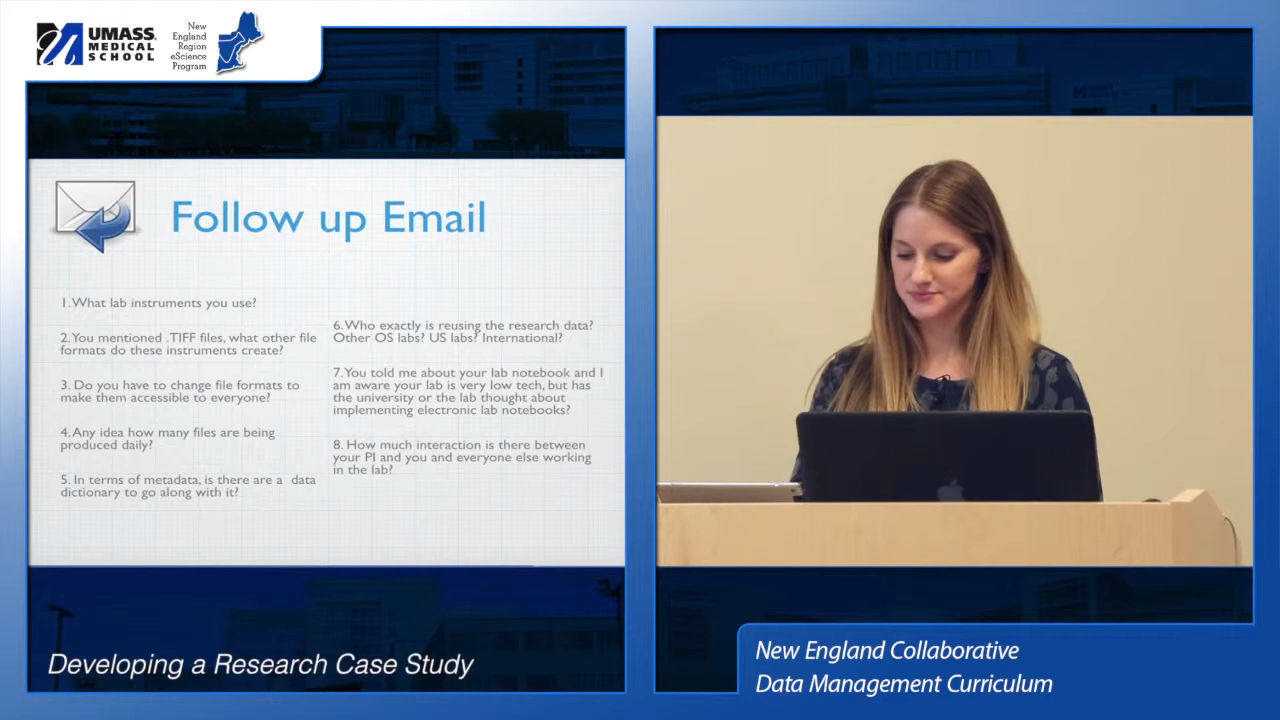 UMASS
MEDICAL
SCHOOL
New
England
Region
eScience
Program
Follow up Email
1. What lab instruments you use?
2. You mentioned .TIFF files, what other file
formats do these instruments create?
3. Do you have to change file formats to
make them accessible to everyone?
4. Any idea how many files are being
produced daily?
5. In terms of metadata, is there are a data
dictionary to go along with it?
6. Who exactly is reusing the research data?
Other OS labs? US labs? International?
7. You told me about your lab notebook and I
am aware your lab is very low tech, but has
the university or the lab thought about
implementing electronic lab notebooks?
8. How much interaction is there between
your PI and you and everyone else working
in the lab?
Developing a Research Case Study
New England Collaborative
Data Management Curriculum